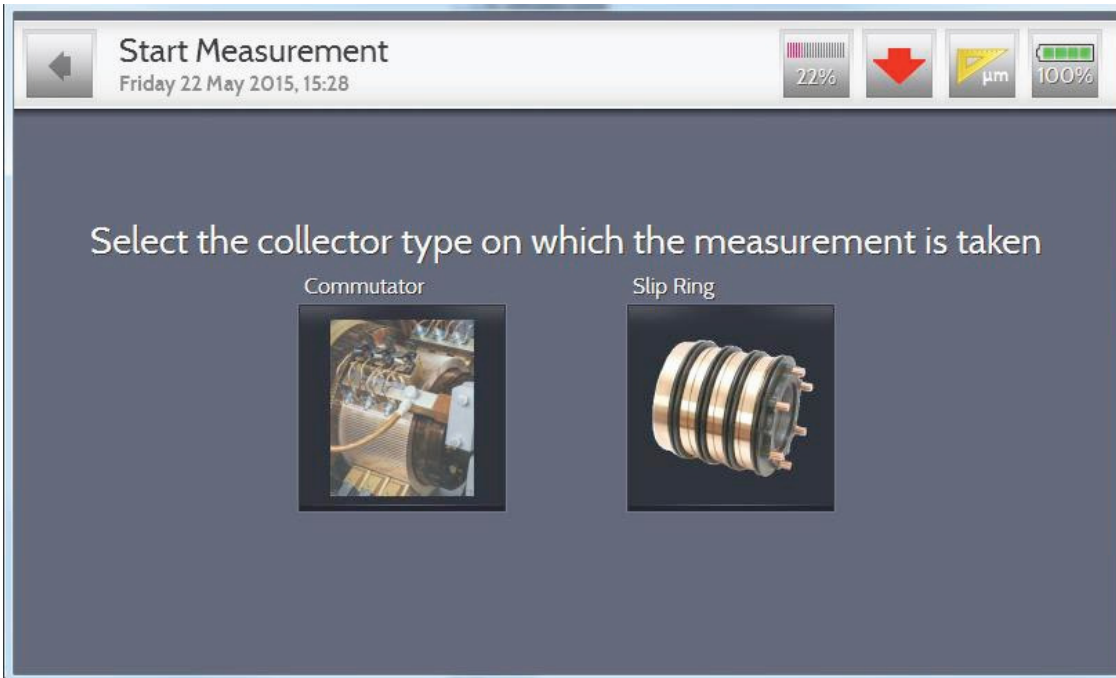 Start Measurement
Friday 22 May 2015, 15:28
22%
µm
100%
Select the collector type on which the measurement is taken
Commutator
Slip Ring